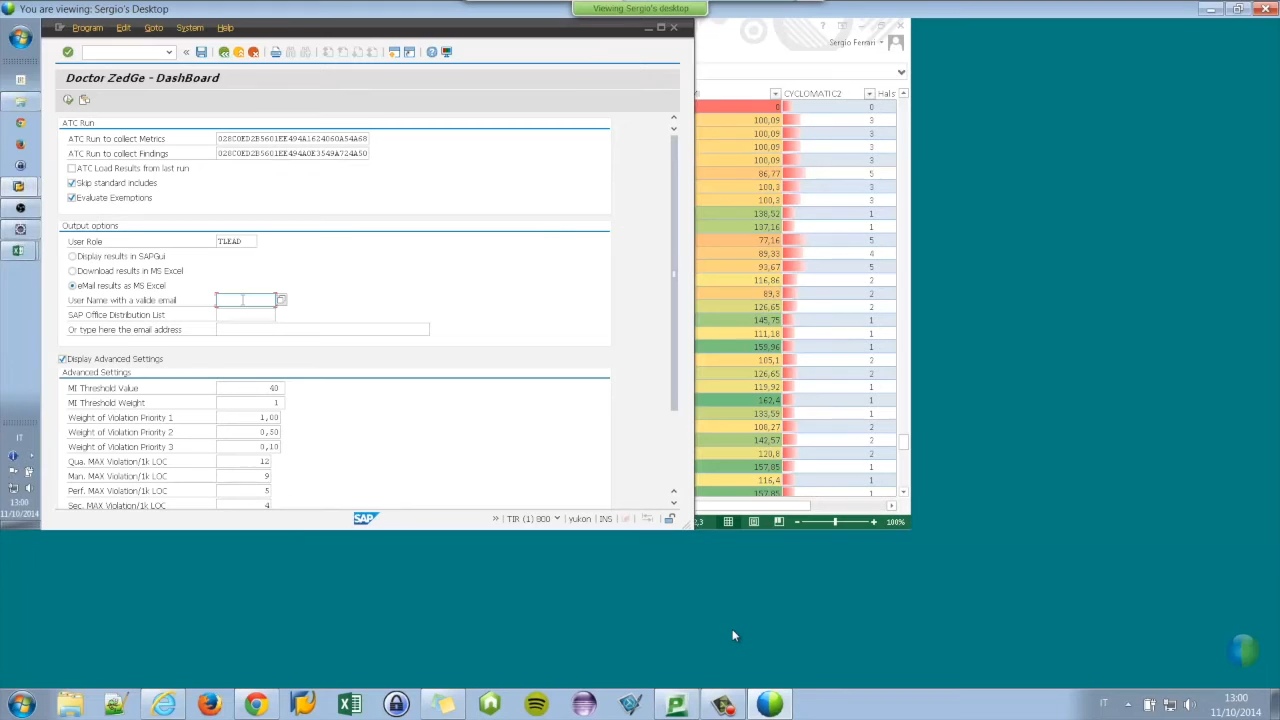 You are viewing: Sergio's Desktop
Viewing Sergio's desktop
Program Edit Goto System Help
Sergio Ferrari
Doctor ZedGe - DashBoard
CYCLOMATIC2 Hals
ATC Run
ATC Run to collect Metrics 028C0ED2B5601EE494A1624060A54A68
ATC Run to collect Findings 028C0ED2B5601EE494A0E3549A724A50
ATC Load Results from last run
Skip standard includes
Evaluate Exemptions
Output options
User Role TLEAD
Display results in SAPGui
Download results in MS Excel
eMail results as MS Excel
User Name with a valide email
SAP Office Distribution List
Or type here the email address
Display Advanced Settings
Advanced Settings
MI Threshold Value 40
MI Threshold Weight 1
Weight of Violation Priority 1 1,00
Weight of Violation Priority 2 0,50
Weight of Violation Priority 3 0,10
Qua. MAX Violation/1k LOC 12
Man. MAX Violation/1k LOC 9
Perf. MAX Violation/1k LOC 5
Sec. MAX Violation/1k LOC 4
0 0
100,09 3
100,09 3
100,09 3
100,09 3
86,77 5
100,3 3
100,3 3
138,52 1
137,16 1
77,16 5
89,33 4
93,67 5
116,86 2
89,3 2
126,65 2
145,75 1
111,18 1
159,96 1
105,1 2
126,65 2
119,92 1
162,4 1
133,59 1
108,27 2
142,57 2
120,8 2
157,85 1
116,4 1
157,85 1
SAP
TIR (1) 800 yukon INS
2,3 100%
IT
13:00
11/10/2014
IT
13:00
11/10/2014